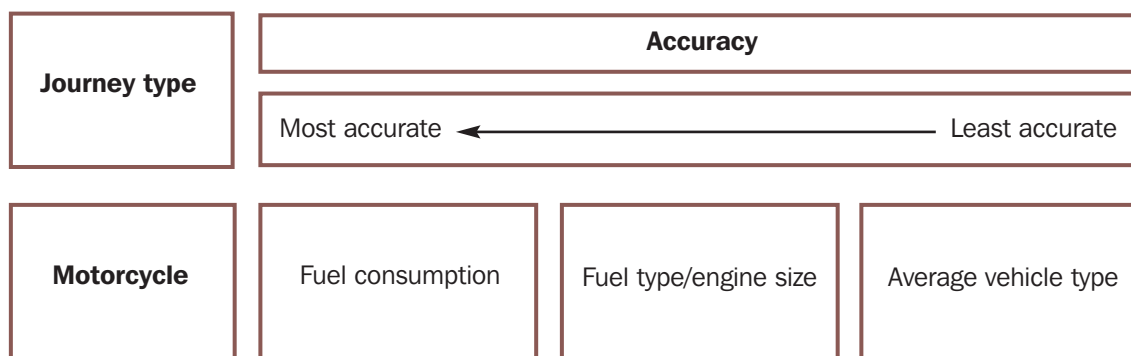 Journey type
Accuracy
Most accurate
Least accurate
Motorcycle
Fuel consumption
Fuel type/engine size
Average vehicle type